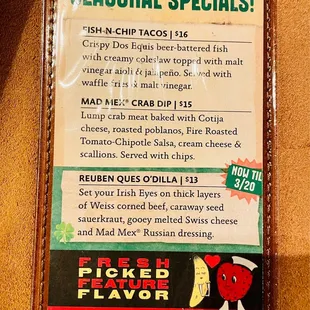 SEASONAL SPECIALS!
FISH-N-CHIP TACOS | $16
Crispy Dos Equis beer-battered fish
with creamy coleslaw topped with malt
vinegar aioli & jalapeño. Served with
waffle fries & malt vinegar.
MAD MEX® CRAB DIP | $15
Lump crab meat baked with Cotija
cheese, roasted poblanos, Fire Roasted
Tomato-Chipotle Salsa, cream cheese &
scallions. Served with chips.
NOW TIL
3/20
REUBEN QUES O'DILLA | $13
Set your Irish Eyes on thick layers
of Weiss corned beef, caraway seed
sauerkraut, gooey melted Swiss cheese
and Mad Mex® Russian dressing.
FRESH
PICKED
FEATURE
FLAVOR